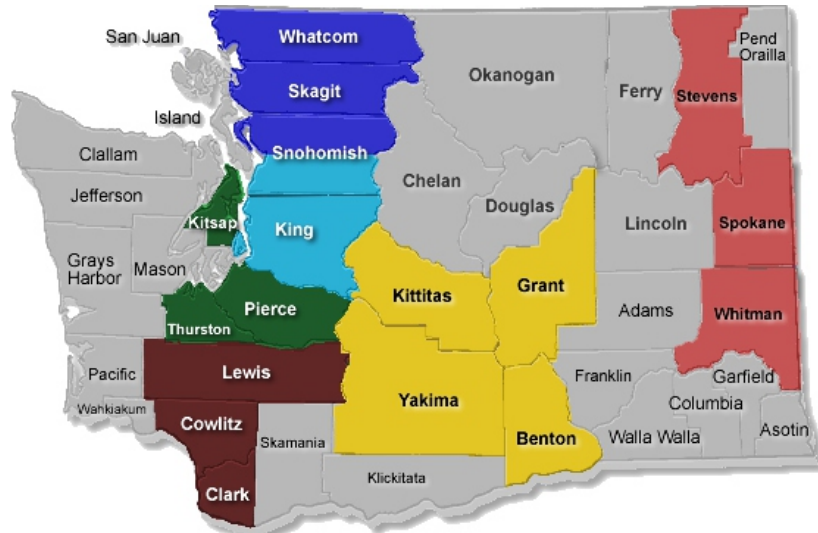 San Juan
Whatcom
Pend
Orailla
Okanogan
Ferry
Skagit
Stevens
Island
Snohomish
Clallam
Chelan
Jefferson
Douglas
Kitsap
Lincoln
Spokane
King
Grays
Harbor
Mason
Kittitas
Grant
Pierce
Adams
Whitman
Thurston
Pacific
Lewis
Franklin
Garfield
Wahkiakum
Yakima
Columbia
Cowlitz
Skamania
Benton
Walla Walla
Asotin
Klickitata
Clark